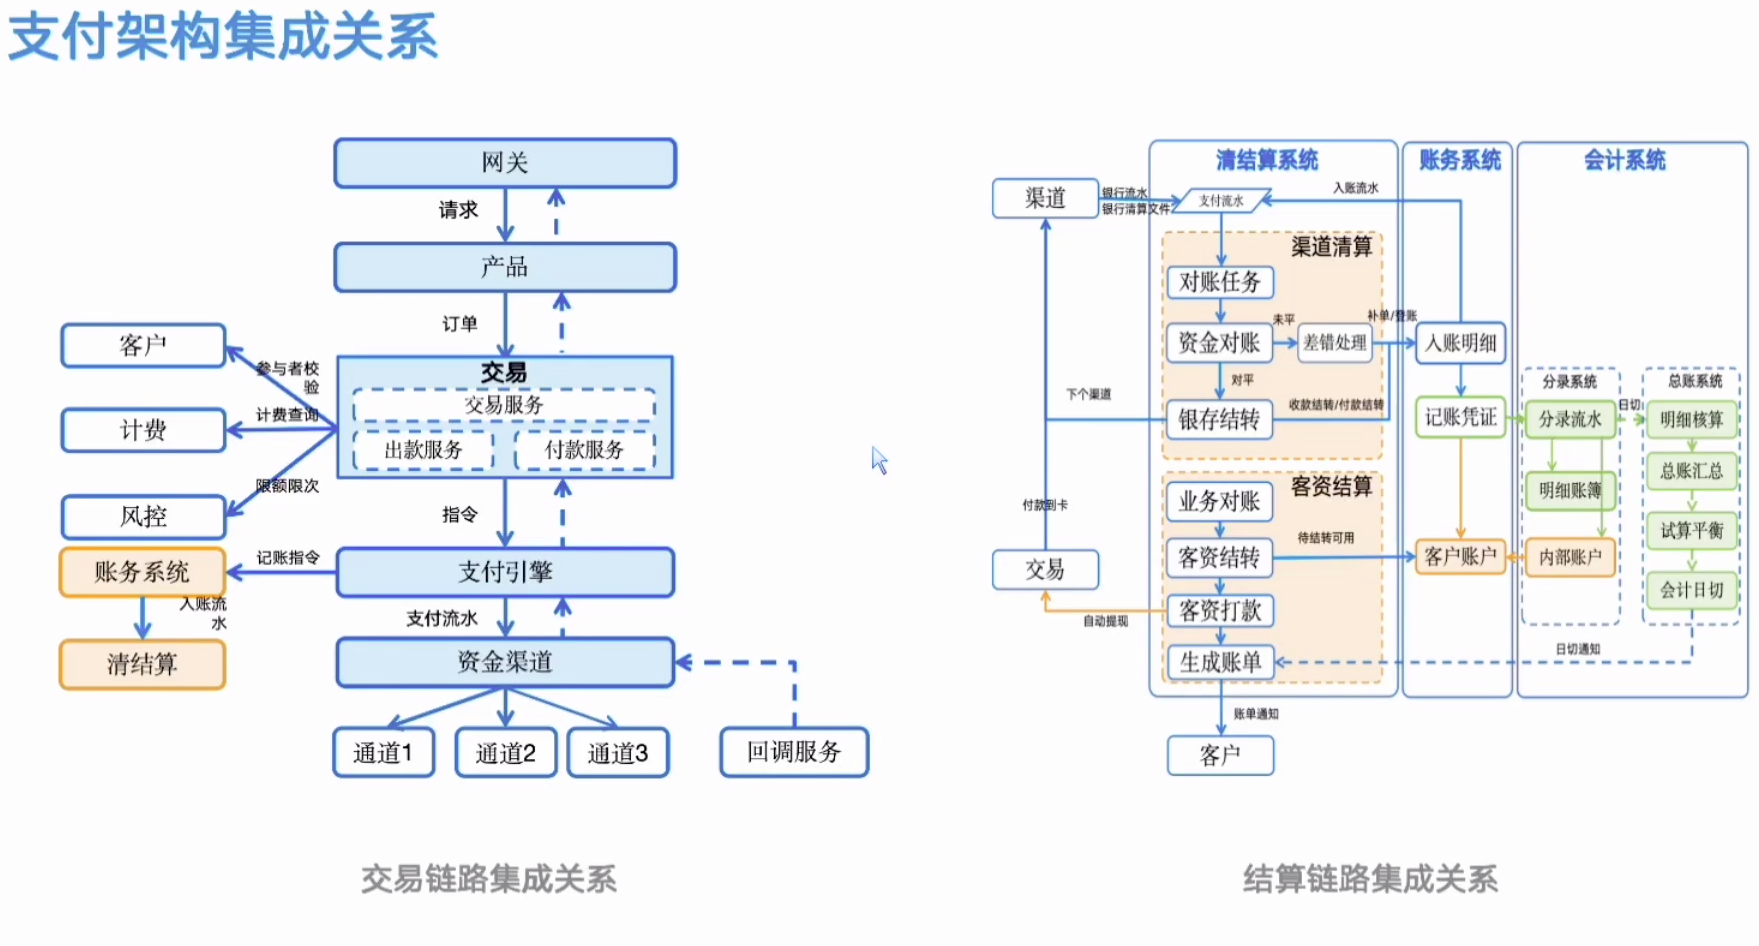 支付架构集成关系
网关
请求
产品
订单
交易
交易服务
出款服务
付款服务
客户
参与者校
验
计费查询
计费
限额限次
风控
指令
账务系统
记账指令
支付引擎
入账流
水
支付流水
清结算
资金渠道
通道1
通道2
通道3
回调服务
交易链路集成关系
清结算系统
账务系统
会计系统
渠道
银行流水
银行清算文件
支付流水
入账流水
渠道清算
对账任务
资金对账
未平
差错处理
补单/登账
入账明细
对平
下个渠道
银存结转
收款结转/付款结转
记账凭证
分录系统
分录流水
日切
总账系统
明细核算
总账汇总
明细账簿
试算平衡
客资结算
业务对账
付款到卡
客资结转
待结转可用
客户账户
内部账户
会计日切
交易
自动提现
客资打款
生成账单
日切通知
账单通知
客户
结算链路集成关系